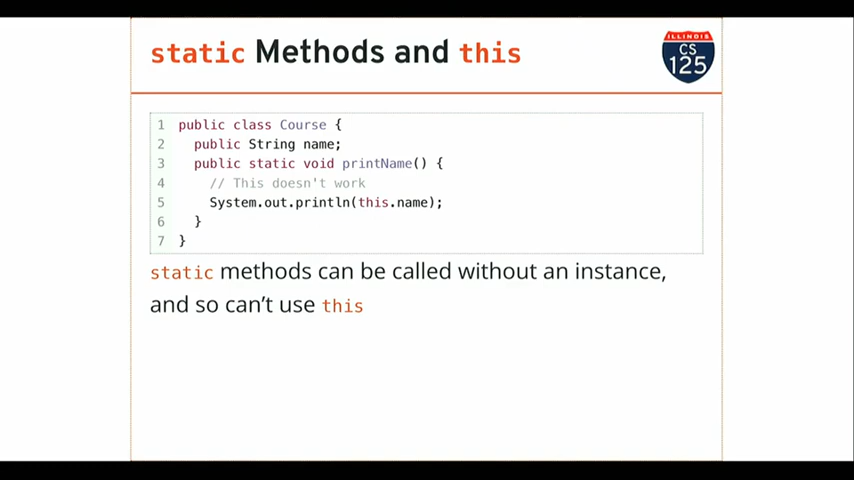 static Methods and this
ILLINOIS
CS
125
1 public class Course {
2 public String name;
3 public static void printName() {
4 // This doesn't work
5 System.out.println(this.name);
6 }
7 }
static methods can be called without an instance,
and so can't use this